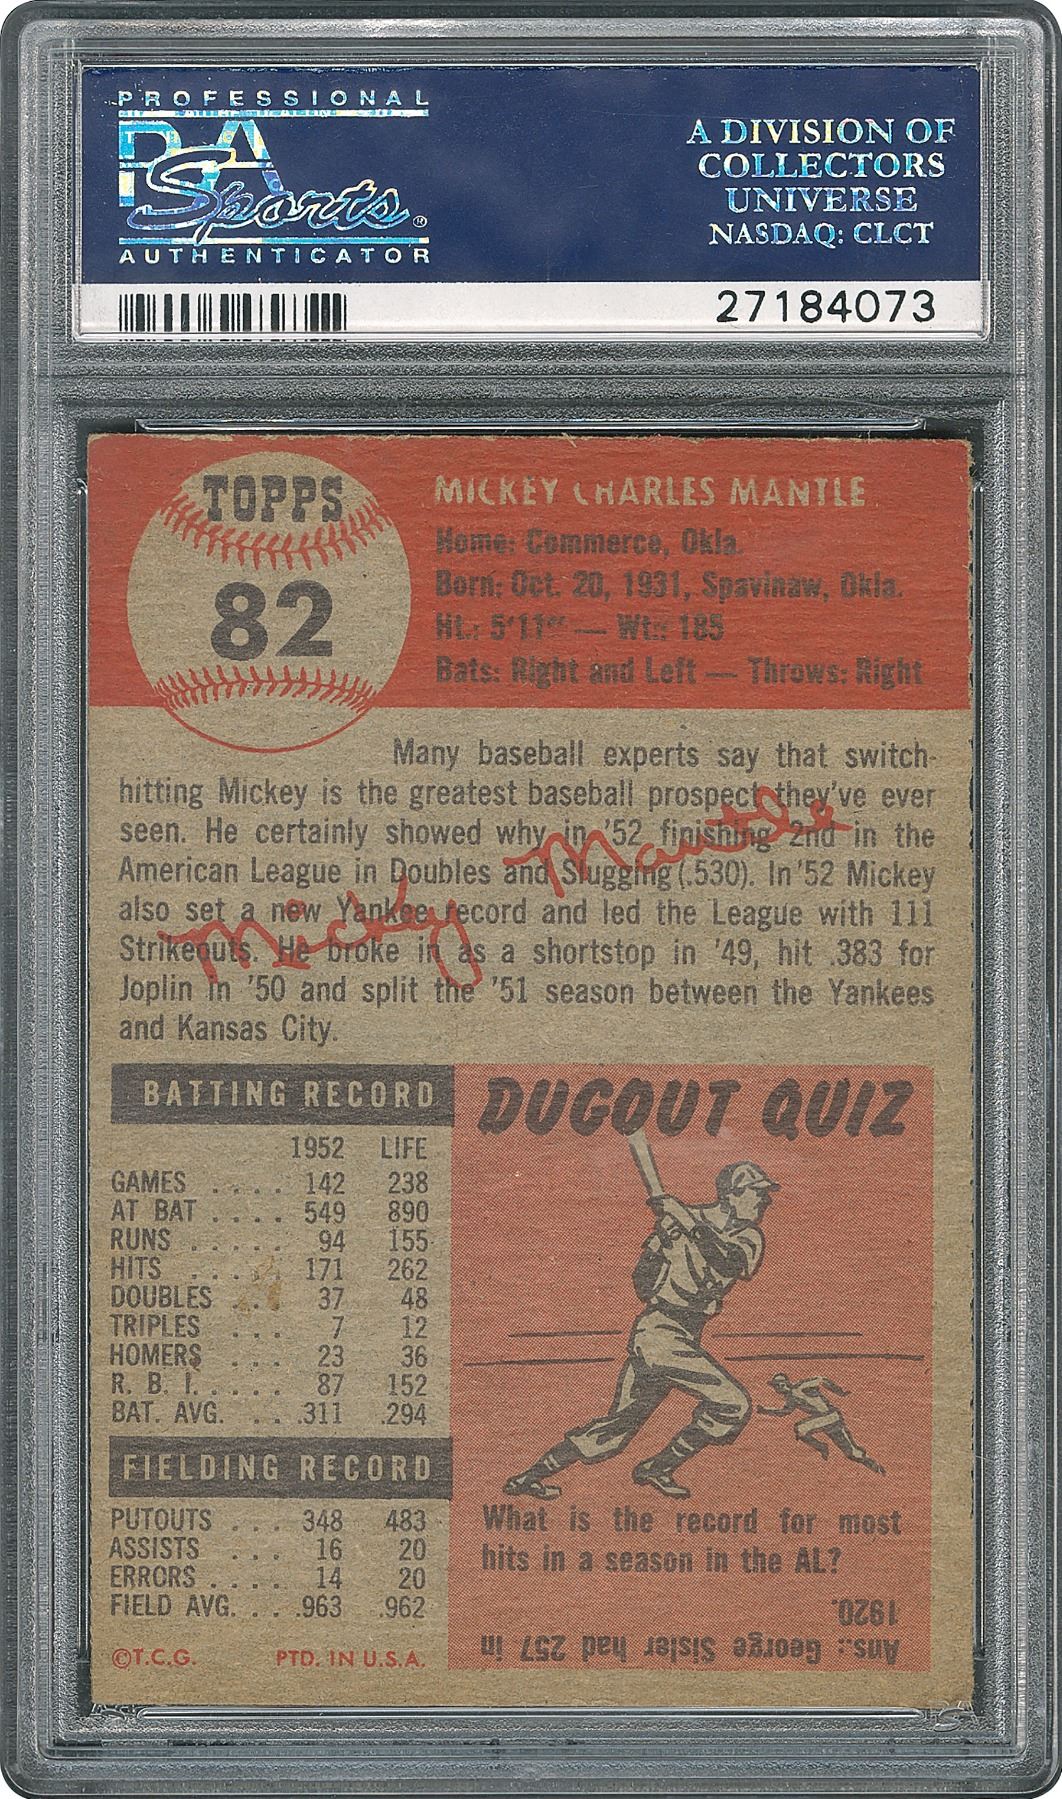 PROFESSIONAL
PSA
Sports®
AUTHENTICATOR
A DIVISION OF
COLLECTORS
UNIVERSE
NASDAQ: CLCT
27184073
TOPPS
82
MICKEY CHARLES MANTLE
Home: Commerce, Okla.
Born: Oct. 20, 1931, Spavinaw, Okla.
Ht.: 5'11" — Wt.: 185
Bats: Right and Left — Throws: Right
Many baseball experts say that switch-
hitting Mickey is the greatest baseball prospect they've ever
seen. He certainly showed why in '52 finishing 2nd in the
American League in Doubles and Slugging (.530). In '52 Mickey
also set a new Yankee record and led the League with 111
Strikeouts. He broke in as a shortstop in '49, hit .383 for
Joplin in '50 and split the '51 season between the Yankees
and Kansas City.
Micky Mantle
BATTING RECORD
1952 LIFE
GAMES .... 142 238
AT BAT .... 549 890
RUNS ..... 94 155
HITS .... 171 262
DOUBLES ... 37 48
TRIPLES ... 7 12
HOMERS ... 23 36
R. B. I. .... 87 152
BAT. AVG. ... .311 .294
FIELDING RECORD
PUTOUTS ... 348 483
ASSISTS ... 16 20
ERRORS .... 14 20
FIELD AVG. ... .963 .962
©T.C.G. PTD. IN U.S.A.
DUGOUT QUIZ
What is the record for most
hits in a season in the AL?
Ans.: George Sisler had 257 in
1920.